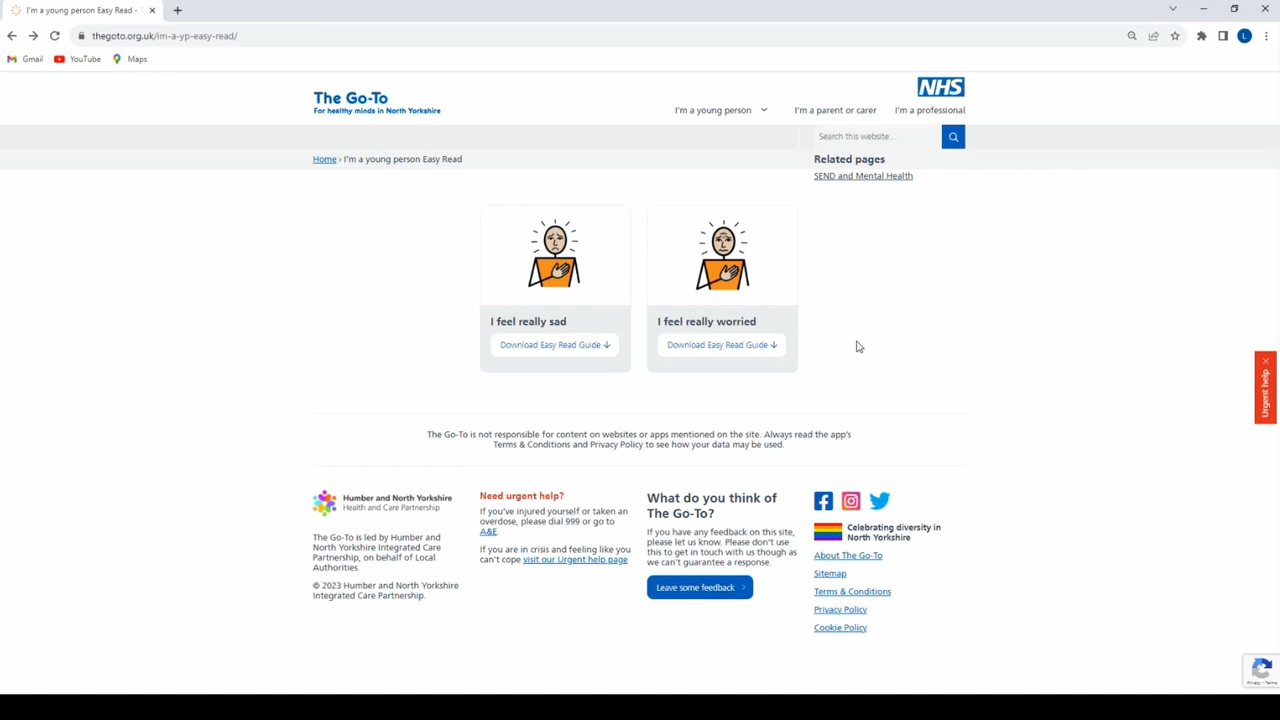 I'm a young person Easy Read -
thegoto.org.uk/im-a-yp-easy-read/
L
Gmail
YouTube
Maps
The Go-To
For healthy minds in North Yorkshire
NHS
I'm a young person
I'm a parent or carer
I'm a professional
Search this website...
Home › I'm a young person Easy Read
Related pages
SEND and Mental Health
I feel really sad
Download Easy Read Guide ↓
I feel really worried
Download Easy Read Guide ↓
Urgent help ×
The Go-To is not responsible for content on websites or apps mentioned on the site. Always read the app's
Terms & Conditions and Privacy Policy to see how your data may be used.
Humber and North Yorkshire
Health and Care Partnership
The Go-To is led by Humber and
North Yorkshire Integrated Care
Partnership, on behalf of Local
Authorities.
© 2023 Humber and North Yorkshire
Integrated Care Partnership.
Need urgent help?
If you've injured yourself or taken an
overdose, please dial 999 or go to
A&E.
If you are in crisis and feeling like you
can't cope visit our Urgent help page
What do you think of
The Go-To?
If you have any feedback on this site,
please let us know. Please don't use
this to get in touch with us though as
we can't guarantee a response.
Leave some feedback
Celebrating diversity in
North Yorkshire
About The Go-To
Sitemap
Terms & Conditions
Privacy Policy
Cookie Policy
Privacy - Terms